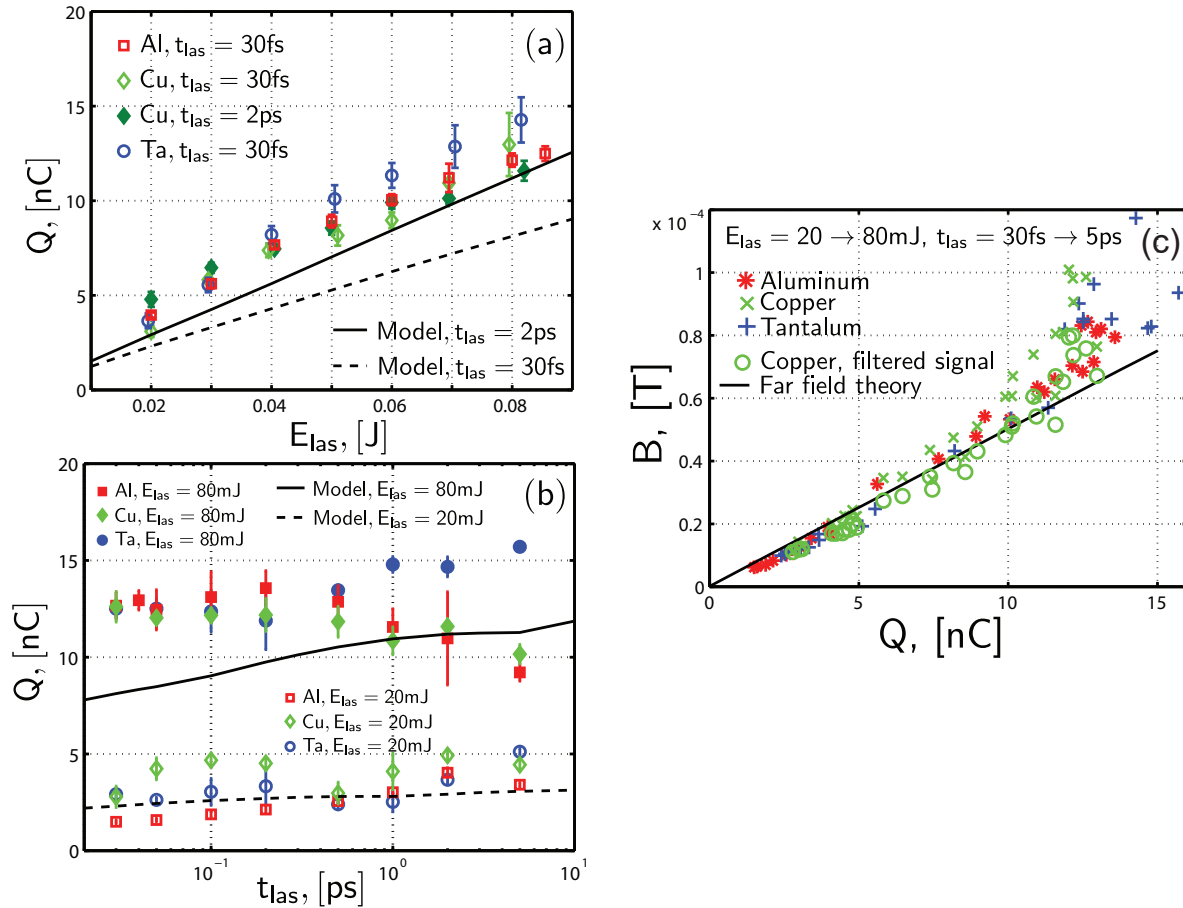 20
15
10
5
0
Q, [nC]
(a)
Al, t_las = 30fs
Cu, t_las = 30fs
Cu, t_las = 2ps
Ta, t_las = 30fs
Model, t_las = 2ps
Model, t_las = 30fs
0.02 0.04 0.06 0.08
E_las, [J]
20
15
10
5
0
Q, [nC]
(b)
Al, E_las = 80mJ
Cu, E_las = 80mJ
Ta, E_las = 80mJ
Model, E_las = 80mJ
Model, E_las = 20mJ
Al, E_las = 20mJ
Cu, E_las = 20mJ
Ta, E_las = 20mJ
10⁻¹ 10⁰ 10¹
t_las, [ps]
x 10⁻⁴
1
0.8
0.6
0.4
0.2
0
B, [T]
E_las = 20 → 80mJ, t_las = 30fs → 5ps
(c)
Aluminum
Copper
Tantalum
Copper, filtered signal
Far field theory
0 5 10 15
Q, [nC]